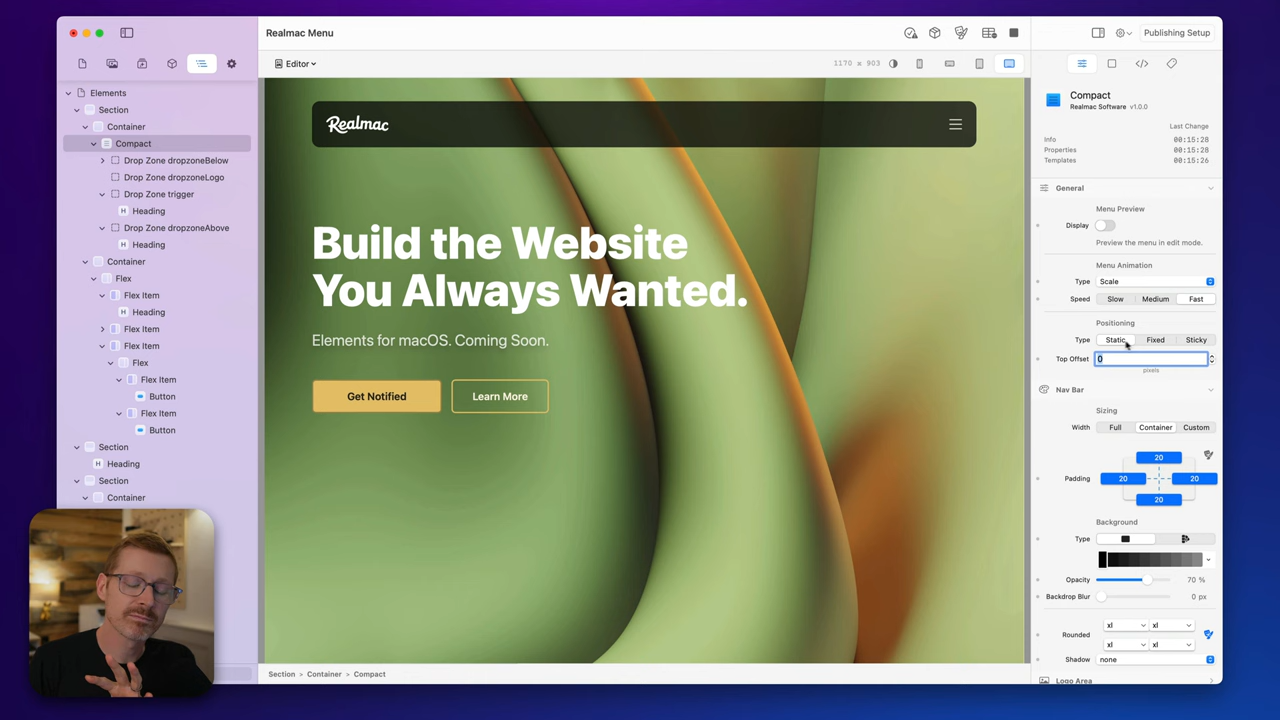 Realmac Menu
Publishing Setup
Editor
1170 × 903
Elements
Section
Container
Compact
Drop Zone dropzoneBelow
Drop Zone dropzoneLogo
Drop Zone trigger
Heading
Drop Zone dropzoneAbove
Heading
Container
Flex
Flex Item
Heading
Flex Item
Flex Item
Flex
Flex Item
Button
Flex Item
Button
Section
Heading
Section
Container
Realmac
Build the Website
You Always Wanted.
Elements for macOS. Coming Soon.
Get Notified
Learn More
Section > Container > Compact
Compact
Realmac Software v1.0.0
Last Change
Info 00:15:28
Properties 00:15:28
Templates 00:15:26
General
Menu Preview
Display
Preview the menu in edit mode.
Menu Animation
Type Scale
Speed Slow Medium Fast
Positioning
Type Static Fixed Sticky
Top Offset 0
pixels
Nav Bar
Sizing
Width Full Container Custom
20
Padding 20 20
20
Background
Type
Opacity 70 %
Backdrop Blur 0 px
xl xl
Rounded
xl xl
Shadow none
Logo Area